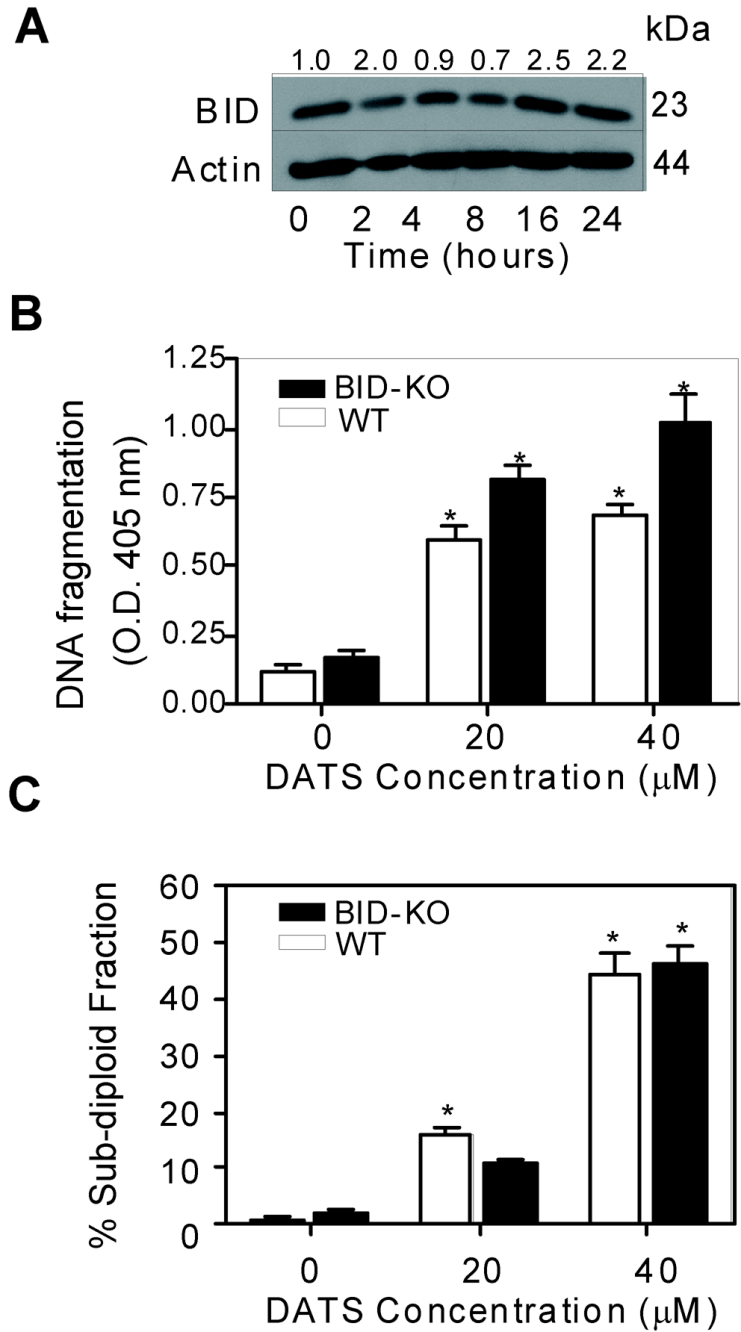 A
kDa
1.0 2.0 0.9 0.7 2.5 2.2
BID 23
Actin 44
0 2 4 8 16 24
Time (hours)
B
DNA fragmentation
(O.D. 405 nm)
1.25
1.00
0.75
0.50
0.25
0.00
BID-KO
WT
*
*
*
*
0 20 40
DATS Concentration (μM)
C
% Sub-diploid Fraction
60
50
40
30
20
10
0
BID-KO
WT
*
*
*
0 20 40
DATS Concentration (μM)